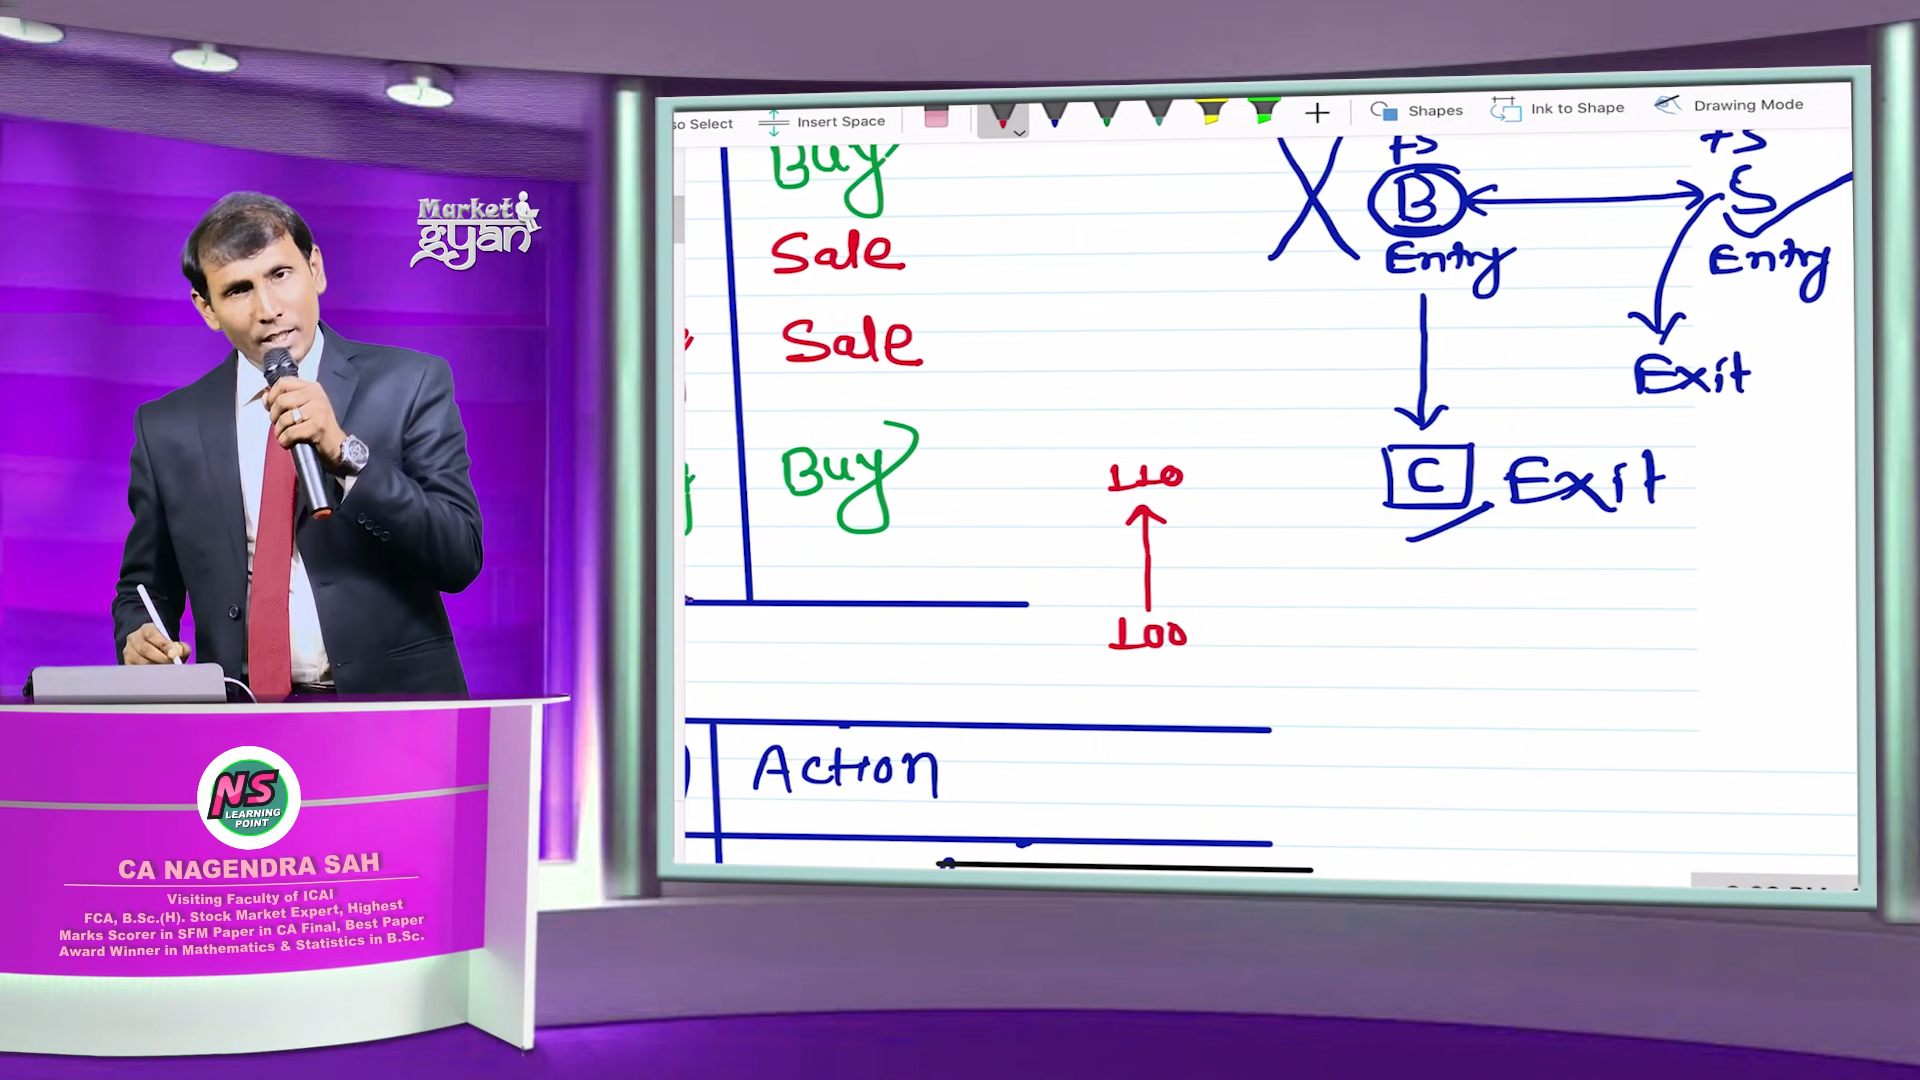 Market
gyan
NS
LEARNING
POINT
CA NAGENDRA SAH
Visiting Faculty of ICAI
FCA, B.Sc.(H). Stock Market Expert, Highest
Marks Scorer in SFM Paper in CA Final, Best Paper
Award Winner in Mathematics & Statistics in B.Sc.
so Select
Insert Space
Shapes
Ink to Shape
Drawing Mode
Buy
Sale
Sale
Buy
110
100
Action
X
B
S
Entry
Entry
Exit
C
Exit